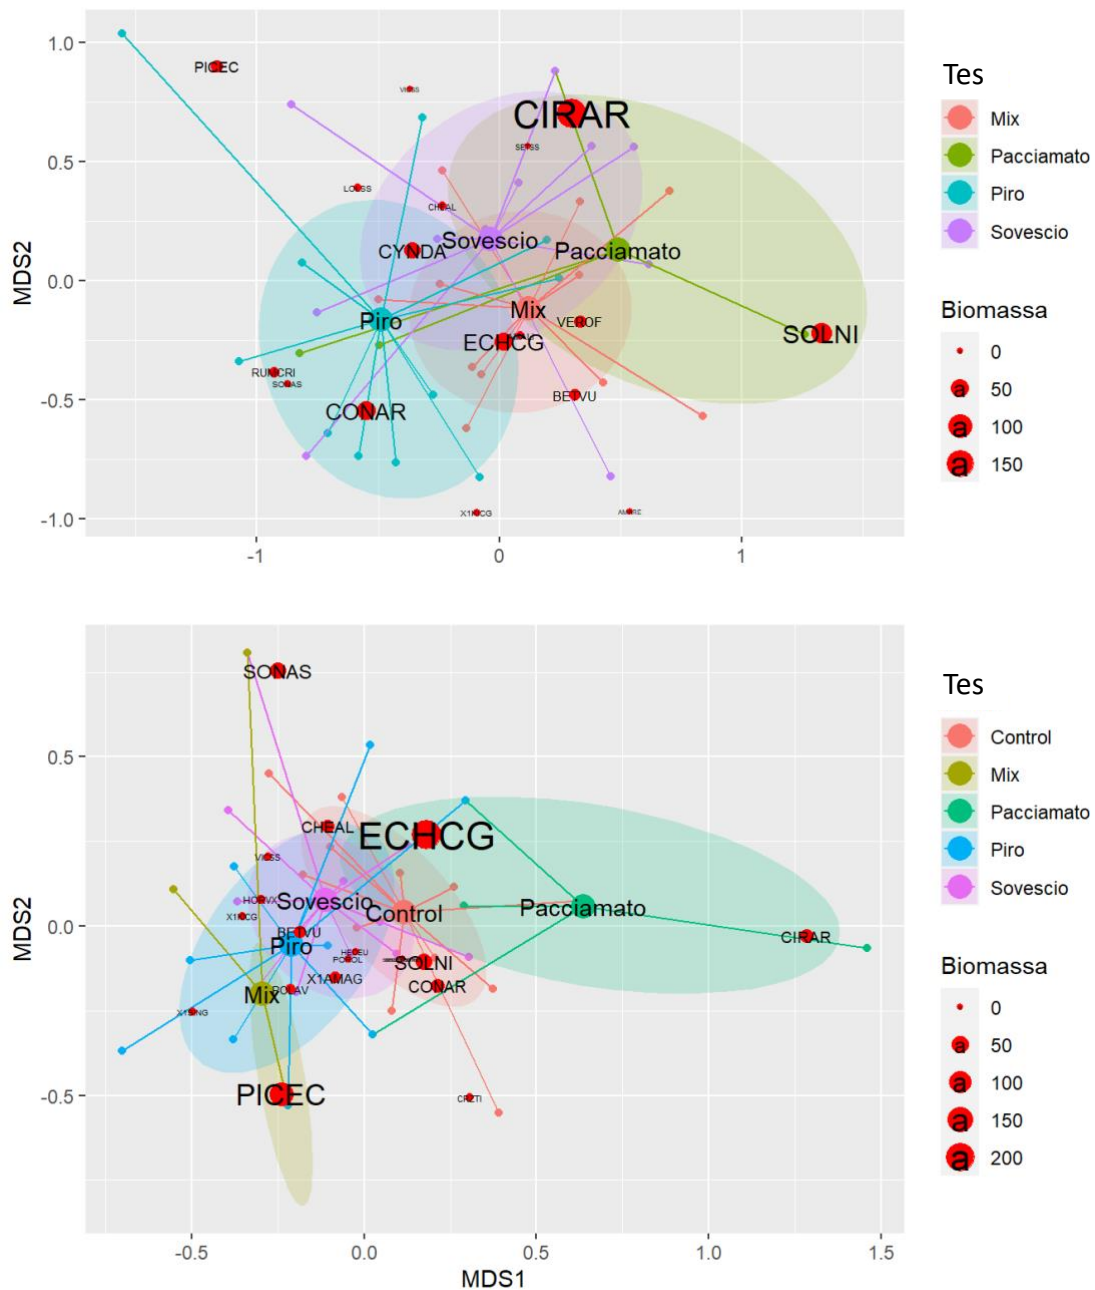 1.0
0.5
0.0
-0.5
-1.0
MDS2
-1
0
1
PICEC
CIRAR
SETSS
CHEAL
CYNDA
Sovescio
Pacciamato
Piro
Mix
VEROF
ECHCG
SOLNI
RUMCRI
SONAS
CONAR
BETVU
Tes
Mix
Pacciamato
Piro
Sovescio
Biomassa
0
a 50
a 100
a 150
0.5
0.0
-0.5
MDS2
-0.5
0.0
0.5
1.0
1.5
MDS1
SONAS
CHEAL
ECHCG
Sovescio
Control
Pacciamato
BETVU
Piro
CIRAR
SOLNI
X1AMAG
CONAR
Mix
POLAV
PICEC
Tes
Control
Mix
Pacciamato
Piro
Sovescio
Biomassa
0
a 50
a 100
a 150
a 200